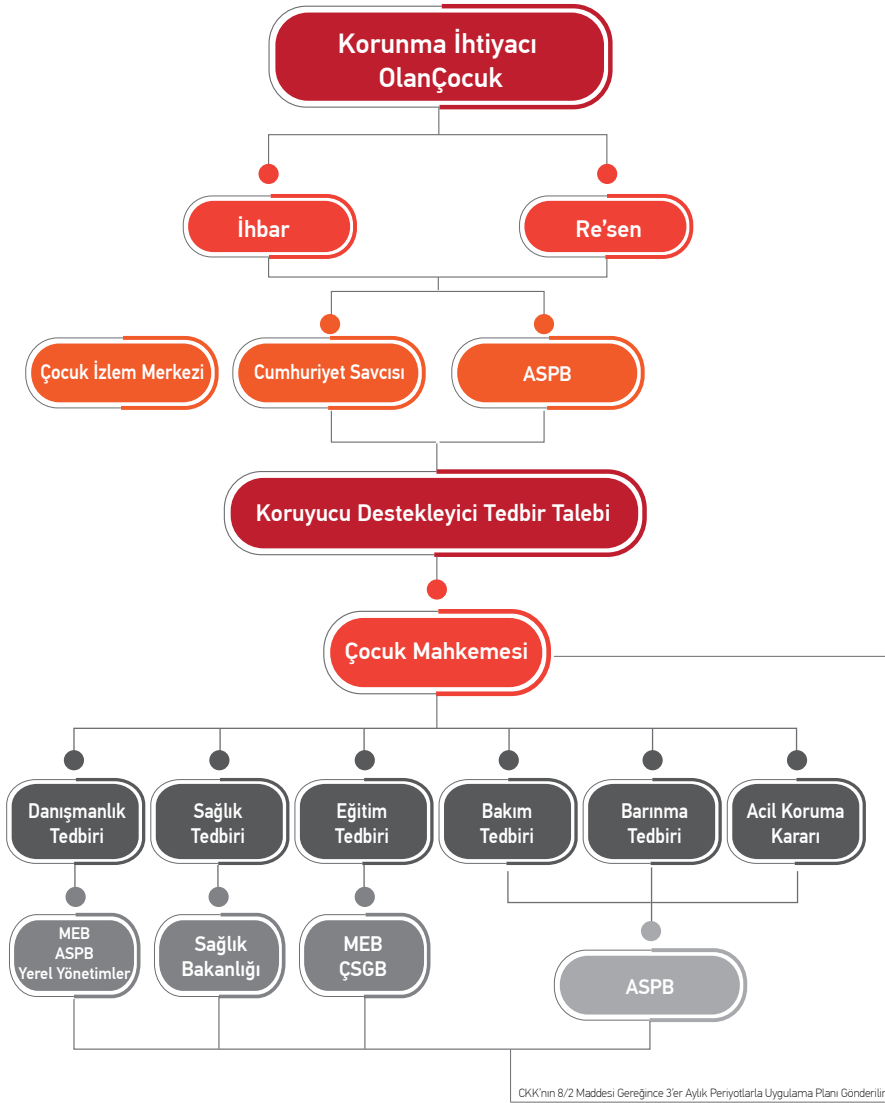 Korunma İhtiyacı
OlanÇocuk
İhbar
Re'sen
Çocuk İzlem Merkezi
Cumhuriyet Savcısı
ASPB
Koruyucu Destekleyici Tedbir Talebi
Çocuk Mahkemesi
Danışmanlık
Tedbiri
Sağlık
Tedbiri
Eğitim
Tedbiri
Bakım
Tedbiri
Barınma
Tedbiri
Acil Koruma
Kararı
MEB
ASPB
Yerel Yönetimler
Sağlık
Bakanlığı
MEB
ÇSGB
ASPB
ÇKK'nın 8/2 Maddesi Gereğince 3'er Aylık Periyotlarla Uygulama Planı Gönderilir